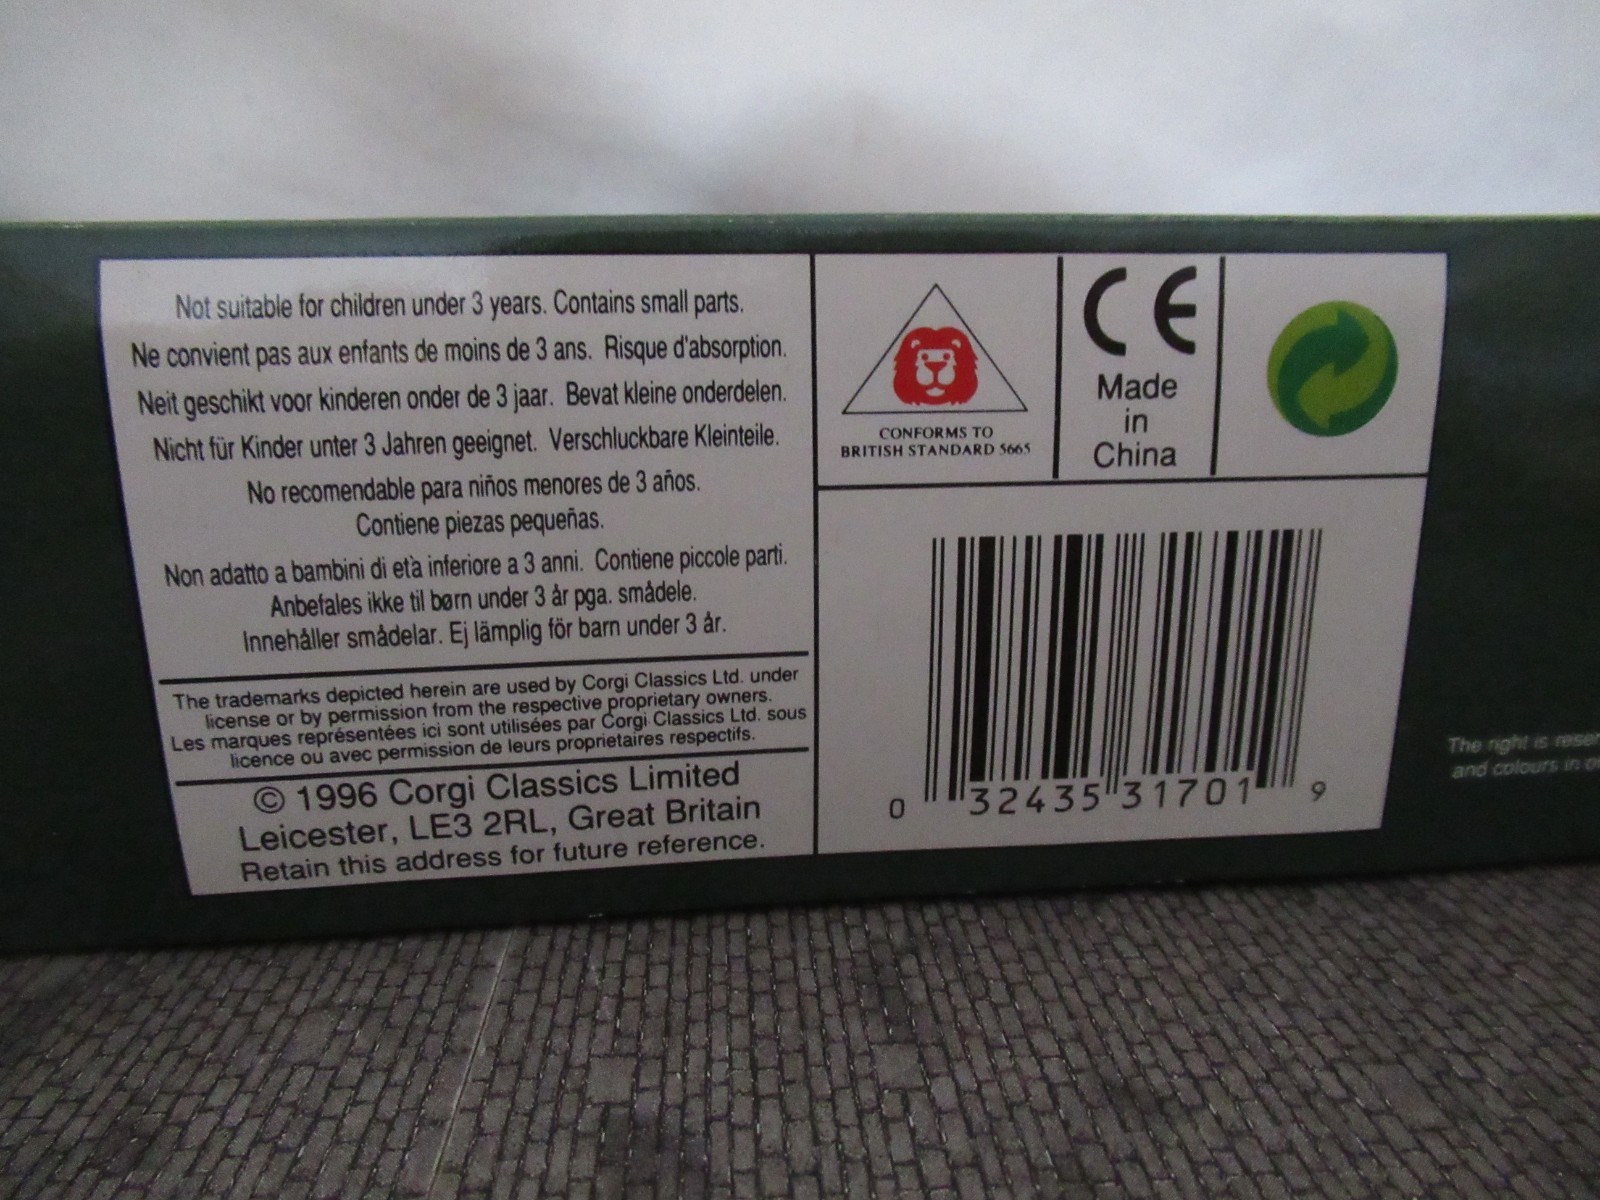 Not suitable for children under 3 years. Contains small parts.
Ne convient pas aux enfants de moins de 3 ans. Risque d'absorption.
Neit geschikt voor kinderen onder de 3 jaar. Bevat kleine onderdelen.
Nicht für Kinder unter 3 Jahren geeignet. Verschluckbare Kleinteile.
No recomendable para niños menores de 3 años.
Contiene piezas pequeñas.
Non adatto a bambini di età inferiore a 3 anni. Contiene piccole parti.
Anbefales ikke til børn under 3 år pga. smådele.
Innehåller smådelar. Ej lämplig för barn under 3 år.
The trademarks depicted herein are used by Corgi Classics Ltd. under
license or by permission from the respective proprietary owners.
Les marques représentées ici sont utilisées par Corgi Classics Ltd. sous
licence ou avec permission de leurs proprietaires respectifs.
© 1996 Corgi Classics Limited
Leicester, LE3 2RL, Great Britain
Retain this address for future reference.
CONFORMS TO
BRITISH STANDARD 5665
CE
Made
in
China
0 32435 31701 9
The right is
and colours in